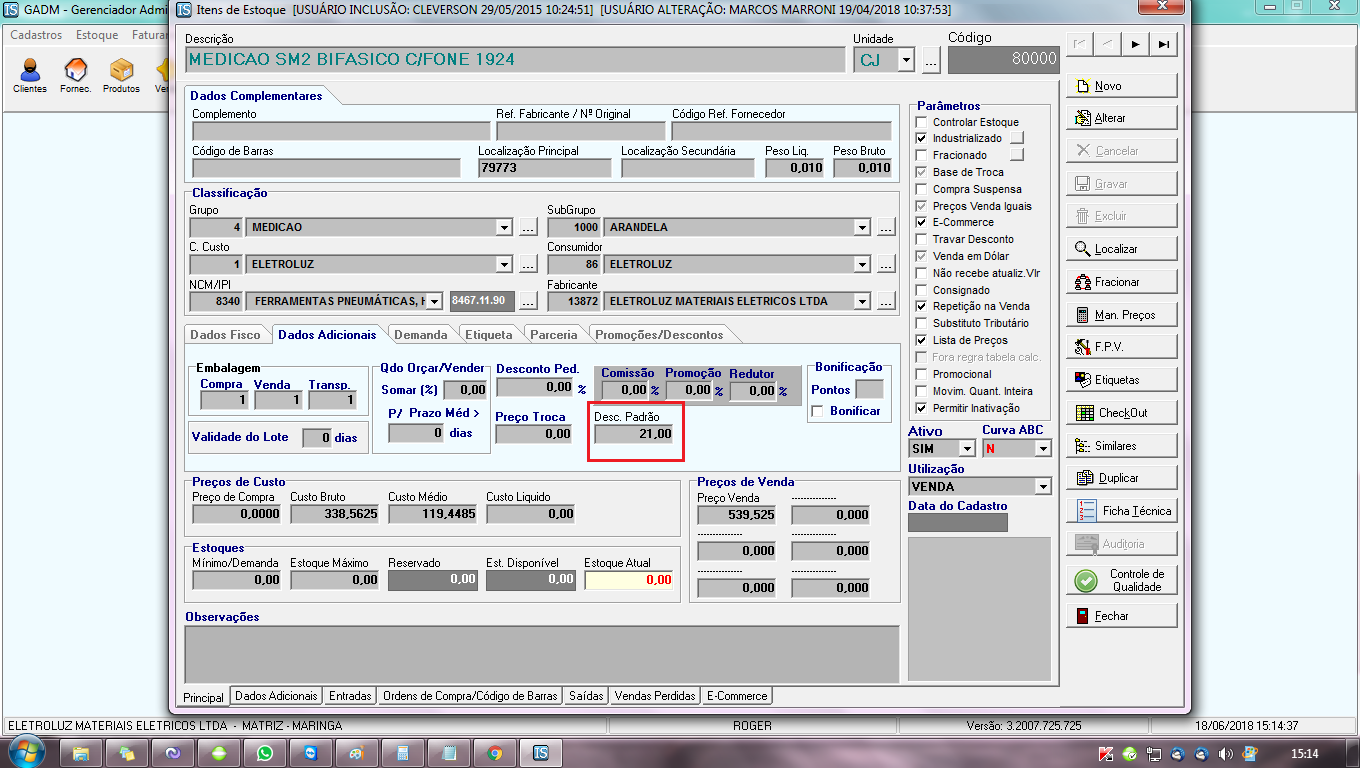 GADM - Gerenciador Admi
Itens de Estoque [USUÁRIO INCLUSÃO: CLEVERSON 29/05/2015 10:24:51] [USUÁRIO ALTERAÇÃO: MARCOS MARRONI 19/04/2018 10:37:53]
Cadastros Estoque Faturar
Clientes Fornec. Produtos
Descrição Unidade Código
MEDICAO SM2 BIFASICO C/FONE 1924 CJ ... 80000
Dados Complementares
Complemento Ref. Fabricante / Nº Original Código Ref. Fornecedor
Código de Barras Localização Principal Localização Secundária Peso Liq. Peso Bruto
79773 0,010 0,010
Classificação
Grupo SubGrupo
4 MEDICAO ... 1000 ARANDELA ...
C. Custo Consumidor
1 ELETROLUZ ... 86 ELETROLUZ ...
NCM/IPI Fabricante
8340 FERRAMENTAS PNEUMÁTICAS, 8467.11.90 ... 13872 ELETROLUZ MATERIAIS ELETRICOS LTDA ...
Dados Fisco Dados Adicionais Demanda Etiqueta Parceria Promoções/Descontos
Embalagem
Compra Venda Transp.
1 1 1
Validade do Lote 0 dias
Qdo Orçar/Vender
Somar (%) 0,00
P/ Prazo Méd >
0 dias
Desconto Ped.
0,00 %
Preço Troca
0,00
Comissão Promoção Redutor
0,00 % 0,00 % 0,00 %
Desc. Padrão
21,00
Bonificação
Pontos
Bonificar
Preços de Custo
Preço de Compra Custo Bruto Custo Médio Custo Liquido
0,000 338,5625 119,4485 0,00
Estoques
Mínimo/Demanda Estoque Máximo Reservado Est. Disponível Estoque Atual
0,00 0,00 0,00 0,00 0,00
Preços de Venda
Preço Venda --------------
539,525 0,000
-------------- --------------
0,000 0,000
-------------- --------------
0,000 0,000
Observações
Principal Dados Adicionais Entradas Ordens de Compra/Código de Barras Saídas Vendas Perdidas E-Commerce
Parâmetros
Controlar Estoque
Industrializado
Fracionado
Base de Troca
Compra Suspensa
Preços Venda Iguais
E-Commerce
Travar Desconto
Venda em Dólar
Não recebe atualiz.Vlr
Consignado
Repetição na Venda
Substituto Tributário
Lista de Preços
Fora regra tabela calc.
Promocional
Movim. Quant. Inteira
Permitir Inativação
Ativo Curva ABC
SIM N
Utilização
VENDA
Data do Cadastro
Novo
Alterar
Cancelar
Gravar
Excluir
Localizar
Fracionar
Man. Preços
F.P.V.
Etiquetas
CheckOut
Similares
Duplicar
Ficha Técnica
Auditoria
Controle de
Qualidade
Fechar
ELETROLUZ MATERIAIS ELETRICOS LTDA - MATRIZ - MARINGA ROGER Versão: 3.2007.725.725 18/06/2018 15:14:37
15:14